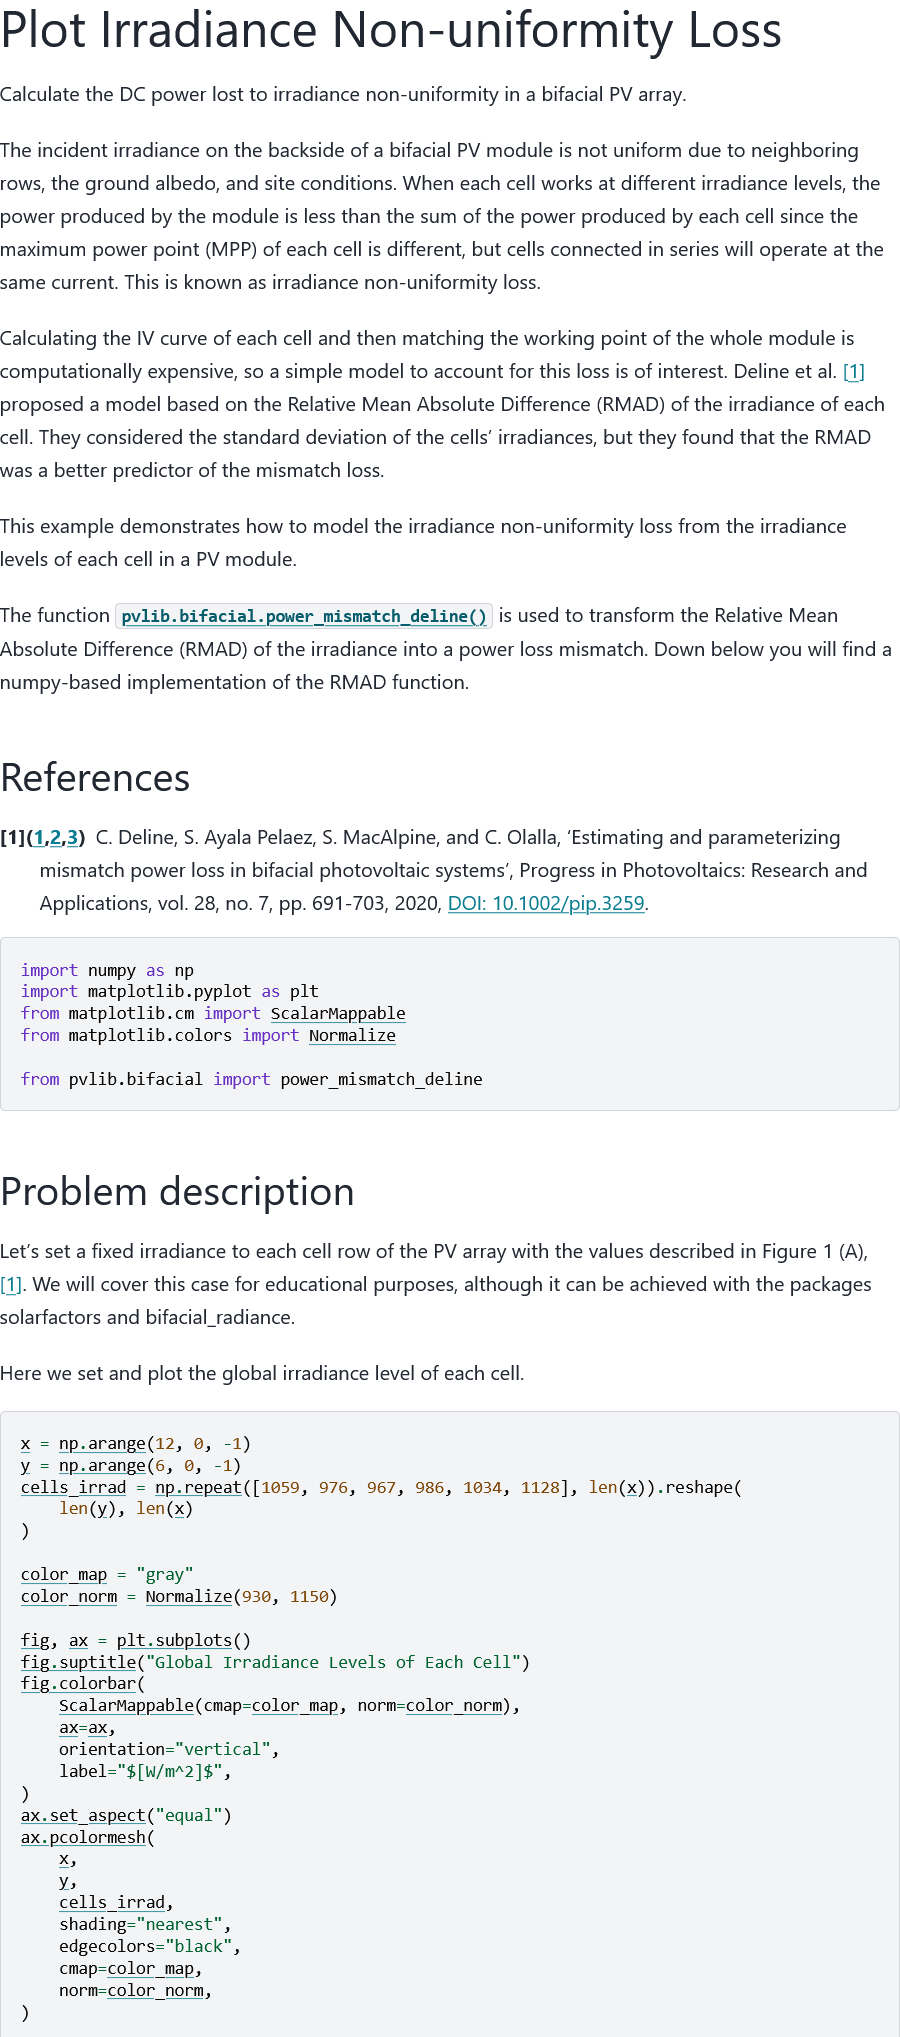 Plot Irradiance Non-uniformity Loss
Calculate the DC power lost to irradiance non-uniformity in a bifacial PV array.
The incident irradiance on the backside of a bifacial PV module is not uniform due to neighboring
rows, the ground albedo, and site conditions. When each cell works at different irradiance levels, the
power produced by the module is less than the sum of the power produced by each cell since the
maximum power point (MPP) of each cell is different, but cells connected in series will operate at the
same current. This is known as irradiance non-uniformity loss.
Calculating the IV curve of each cell and then matching the working point of the whole module is
computationally expensive, so a simple model to account for this loss is of interest. Deline et al. [1]
proposed a model based on the Relative Mean Absolute Difference (RMAD) of the irradiance of each
cell. They considered the standard deviation of the cells’ irradiances, but they found that the RMAD
was a better predictor of the mismatch loss.
This example demonstrates how to model the irradiance non-uniformity loss from the irradiance
levels of each cell in a PV module.
The function pvlib.bifacial.power_mismatch_deline() is used to transform the Relative Mean
Absolute Difference (RMAD) of the irradiance into a power loss mismatch. Down below you will find a
numpy-based implementation of the RMAD function.
References
[1](1,2,3) C. Deline, S. Ayala Pelaez, S. MacAlpine, and C. Olalla, ‘Estimating and parameterizing
mismatch power loss in bifacial photovoltaic systems’, Progress in Photovoltaics: Research and
Applications, vol. 28, no. 7, pp. 691-703, 2020, DOI: 10.1002/pip.3259.
import numpy as np
import matplotlib.pyplot as plt
from matplotlib.cm import ScalarMappable
from matplotlib.colors import Normalize
from pvlib.bifacial import power_mismatch_deline
Problem description
Let’s set a fixed irradiance to each cell row of the PV array with the values described in Figure 1 (A),
[1]. We will cover this case for educational purposes, although it can be achieved with the packages
solarfactors and bifacial_radiance.
Here we set and plot the global irradiance level of each cell.
x = np.arange(12, 0, -1)
y = np.arange(6, 0, -1)
cells_irrad = np.repeat([1059, 976, 967, 986, 1034, 1128], len(x)).reshape(
    len(y), len(x)
)
color_map = "gray"
color_norm = Normalize(930, 1150)
fig, ax = plt.subplots()
fig.suptitle("Global Irradiance Levels of Each Cell")
fig.colorbar(
    ScalarMappable(cmap=color_map, norm=color_norm),
    ax=ax,
    orientation="vertical",
    label="$[W/m^2]$",
)
ax.set_aspect("equal")
ax.pcolormesh(
    x,
    y,
    cells_irrad,
    shading="nearest",
    edgecolors="black",
    cmap=color_map,
    norm=color_norm,
)